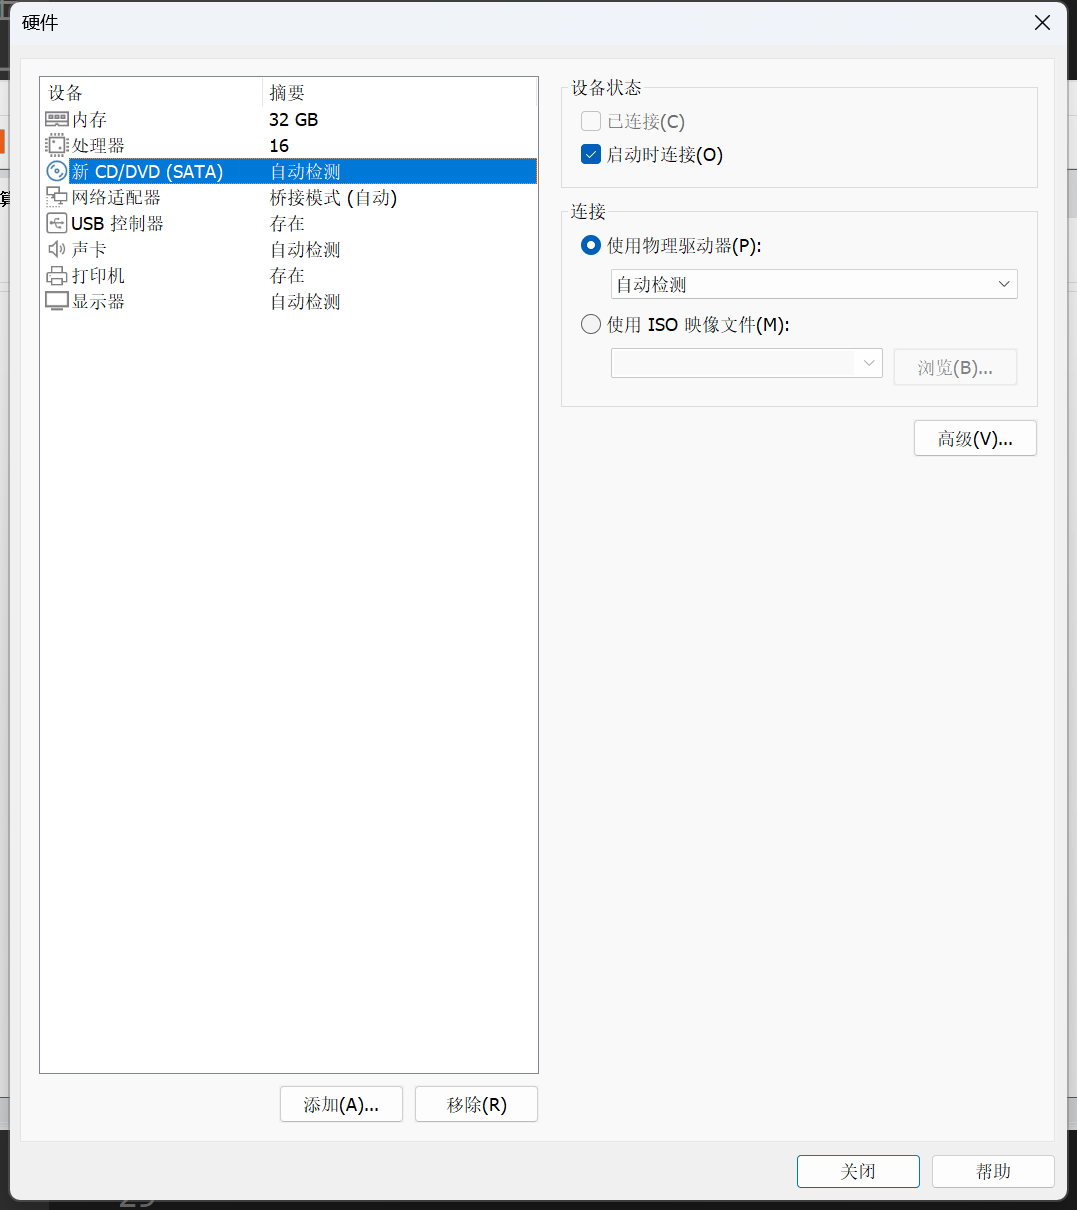 硬件
设备 摘要
内存 32 GB
处理器 16
新 CD/DVD (SATA) 自动检测
网络适配器 桥接模式 (自动)
USB 控制器 存在
声卡 自动检测
打印机 存在
显示器 自动检测
添加(A)... 移除(R)
设备状态
已连接(C)
启动时连接(O)
连接
使用物理驱动器(P):
自动检测
使用 ISO 映像文件(M):
浏览(B)...
高级(V)...
关闭 帮助